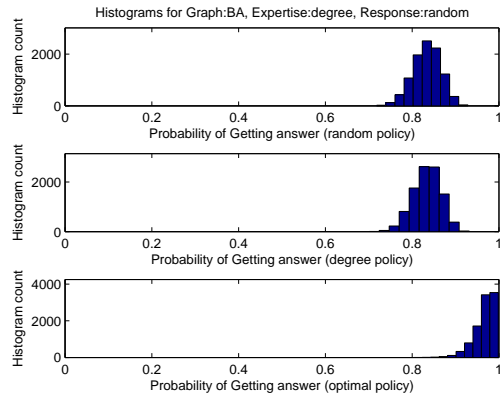 Histograms for Graph:BA, Expertise:degree, Response:random
Histogram count
2000
0
0 0.2 0.4 0.6 0.8 1
Probability of Getting answer (random policy)
Histogram count
2000
0
0 0.2 0.4 0.6 0.8 1
Probability of Getting answer (degree policy)
Histogram count
4000
2000
0
0 0.2 0.4 0.6 0.8 1
Probability of Getting answer (optimal policy)